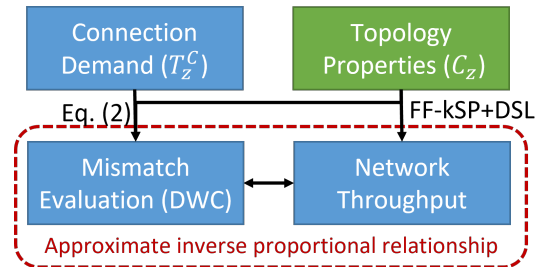 Connection
Demand (T_z^C)
Topology
Properties (C_z)
Eq. (2)
FF-kSP+DSL
Mismatch
Evaluation (DWC)
Network
Throughput
Approximate inverse proportional relationship